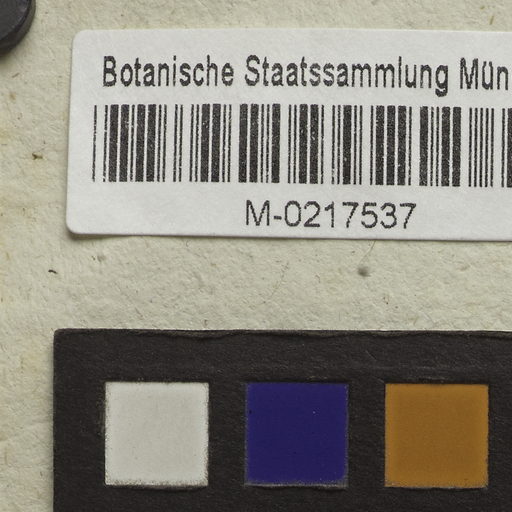 Botanische Staatssammlung Mün
M-0217537